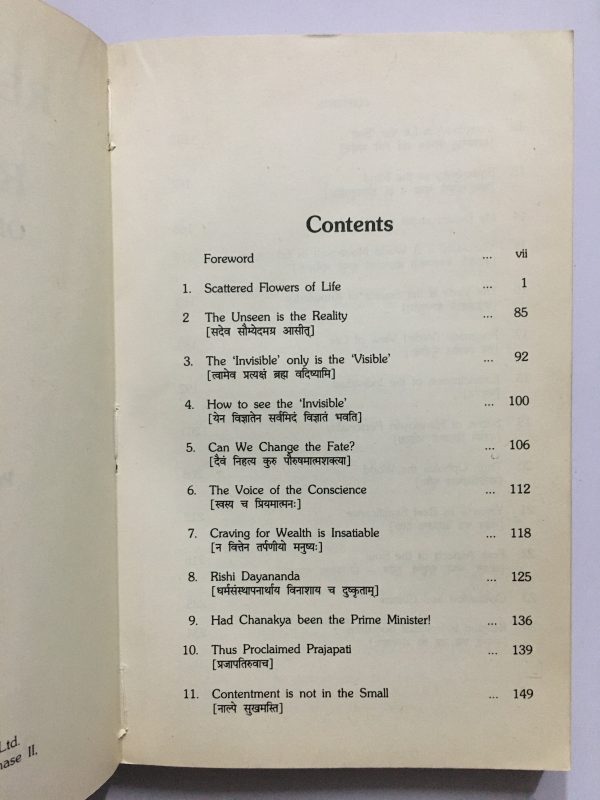 Contents
Foreword ... vii
1. Scattered Flowers of Life ... 1
2 The Unseen is the Reality ... 85
[सदेव सौम्येदमग्र आसीत्]
3. The ‘Invisible’ only is the ‘Visible’ ... 92
[त्वामेव प्रत्यक्षं ब्रह्म वदिष्यामि]
4. How to see the ‘Invisible’ ... 100
[येन विज्ञातेन सर्वमिदं विज्ञातं भवति]
5. Can We Change the Fate? ... 106
[दैवं निहत्य कुरु पौरुषमात्मशक्त्या]
6. The Voice of the Conscience ... 112
[स्वस्य च प्रियमात्मनः]
7. Craving for Wealth is Insatiable ... 118
[न वित्तेन तर्पणीयो मनुष्यः]
8. Rishi Dayananda ... 125
[धर्मसंस्थापनार्थाय विनाशाय च दुष्कृताम्]
9. Had Chanakya been the Prime Minister! ... 136
10. Thus Proclaimed Prajapati ... 139
[प्रजापतिरुवाच]
11. Contentment is not in the Small ... 149
[नाल्पे सुखमस्ति]
Ltd.
hase II,